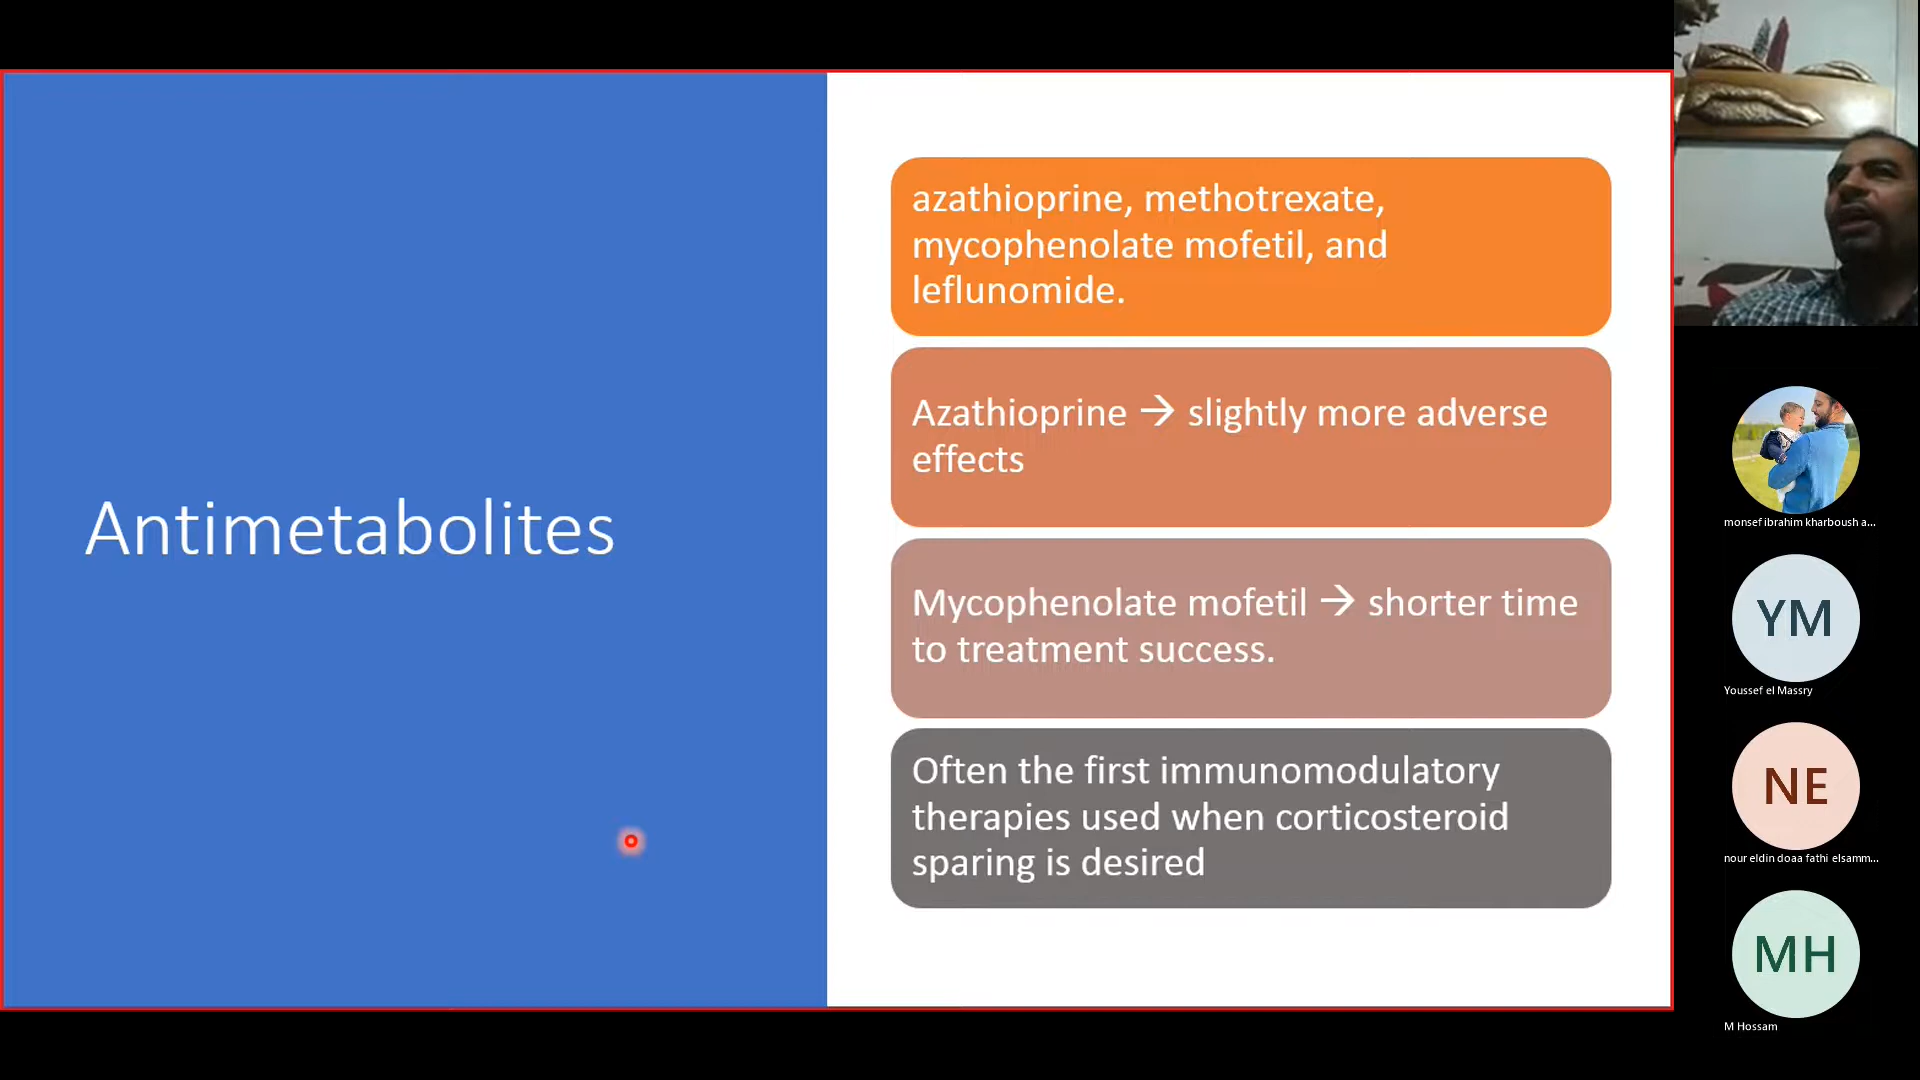 Antimetabolites
azathioprine, methotrexate,
mycophenolate mofetil, and
leflunomide.
Azathioprine → slightly more adverse
effects
Mycophenolate mofetil → shorter time
to treatment success.
Often the first immunomodulatory
therapies used when corticosteroid
sparing is desired
monsef ibrahim kharboush a...
YM
Youssef el Massry
NE
nour eldin doaa fathi elsamm...
MH
M Hossam